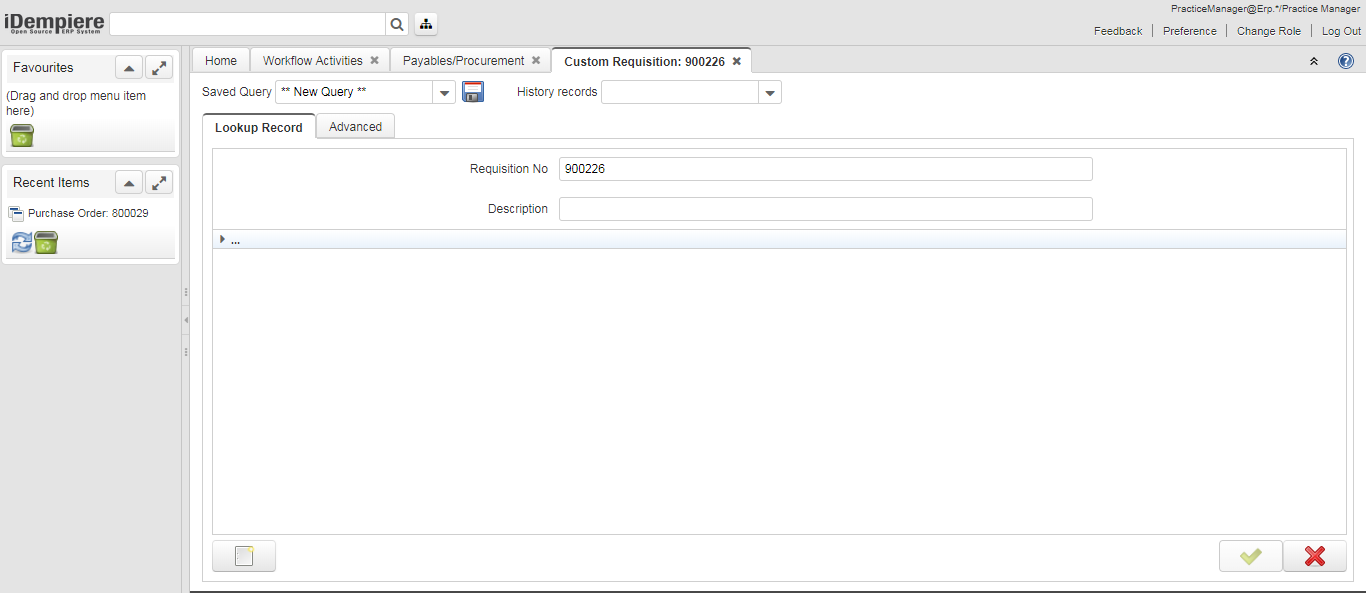 PracticeManager@Erp.*/Practice Manager
iDempiere
Open Source ERP System
Feedback Preference Change Role Log Out
Favourites
(Drag and drop menu item
here)
Recent Items
Purchase Order: 800029
Home Workflow Activities Payables/Procurement Custom Requisition: 900226
Saved Query ** New Query ** History records
Lookup Record Advanced
Requisition No 900226
Description
...